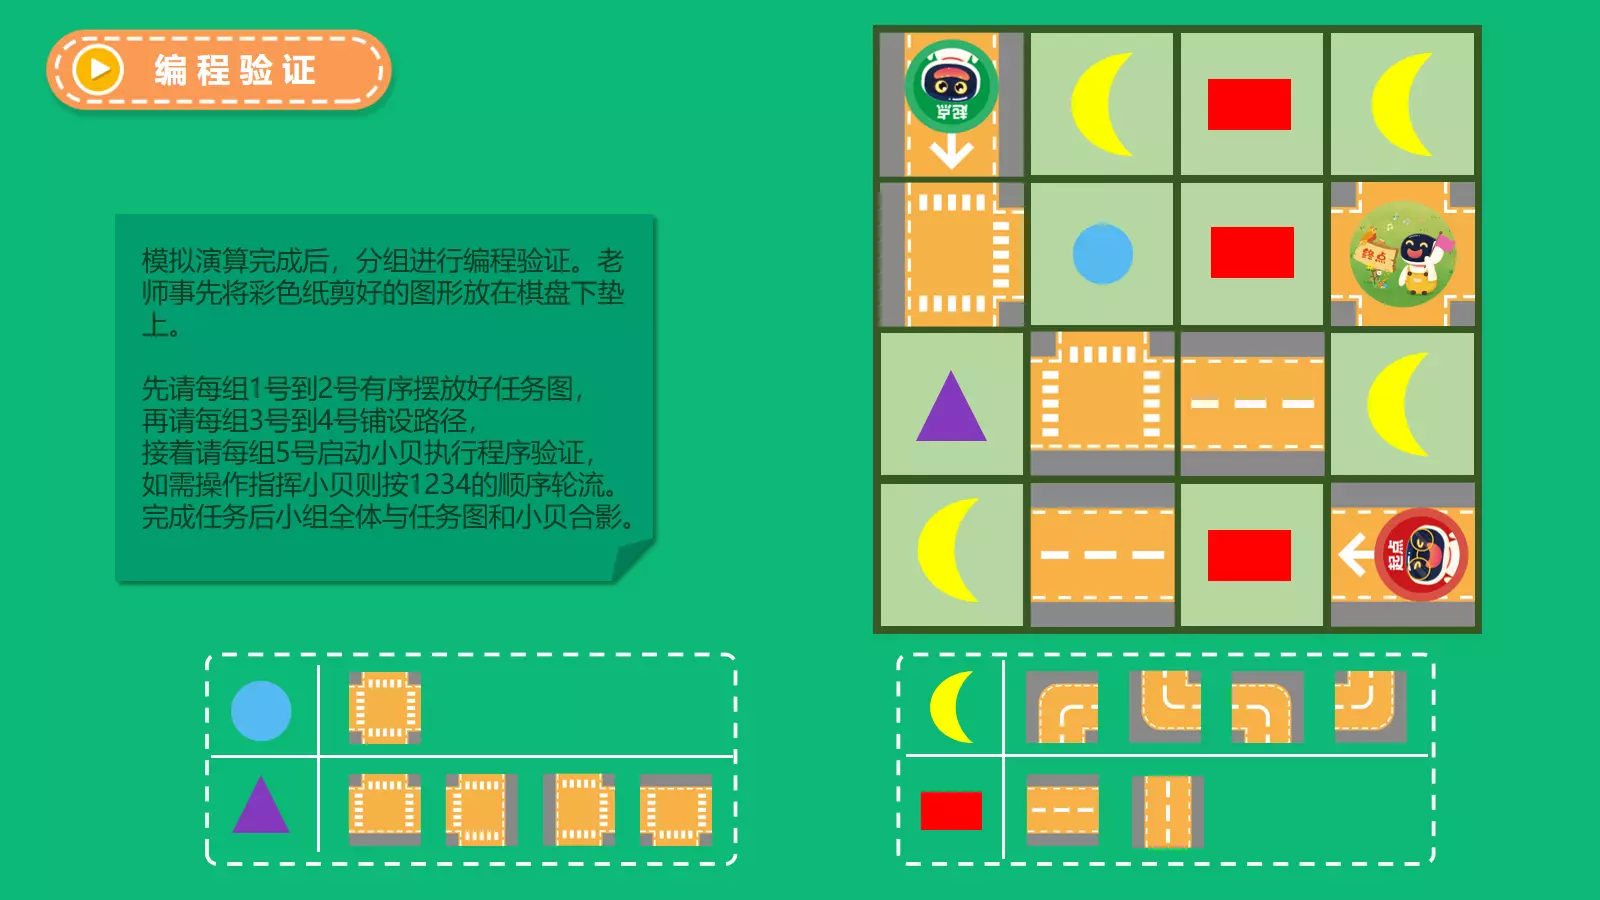 编程验证
起点
模拟演算完成后，分组进行编程验证。老
师事先将彩色纸剪好的图形放在棋盘下垫
上。
先请每组1号到2号有序摆放好任务图，
再请每组3号到4号铺设路径，
接着请每组5号启动小贝执行程序验证，
如需操作指挥小贝则按1234的顺序轮流。
完成任务后小组全体与任务图和小贝合影。
终点
起点